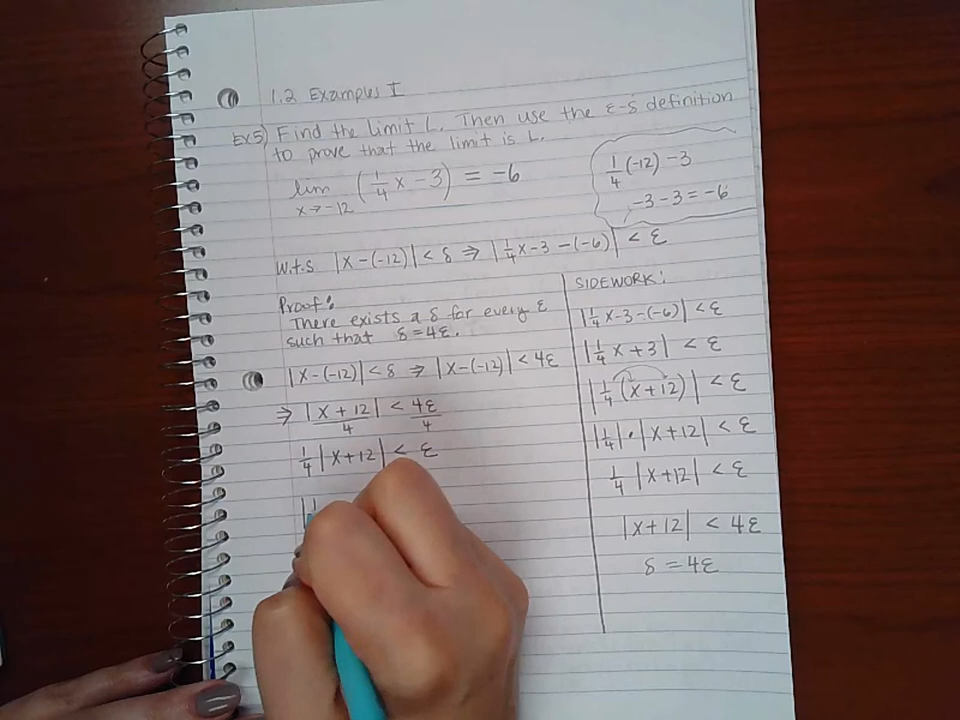 1.2 Examples I
Ex5) Find the limit L. Then use the ε-δ definition
to prove that the limit is L.
lim (1/4 x - 3) = -6
x → -12
1/4 (-12) - 3
-3 - 3 = -6
W.t.s |x-(-12)| < δ ⇒ |1/4 x - 3 - (-6)| < ε
Proof:
There exists a δ for every ε
such that δ = 4ε.
|x-(-12)| < δ ⇒ |x-(-12)| < 4ε
⇒ |x + 12|/4 < 4ε/4
1/4 |x + 12| < ε
|1
SIDEWORK:
|1/4 x - 3 - (-6)| < ε
|1/4 x + 3| < ε
|1/4 (x + 12)| < ε
|1/4| • |x + 12| < ε
1/4 |x + 12| < ε
|x + 12| < 4ε
δ = 4ε